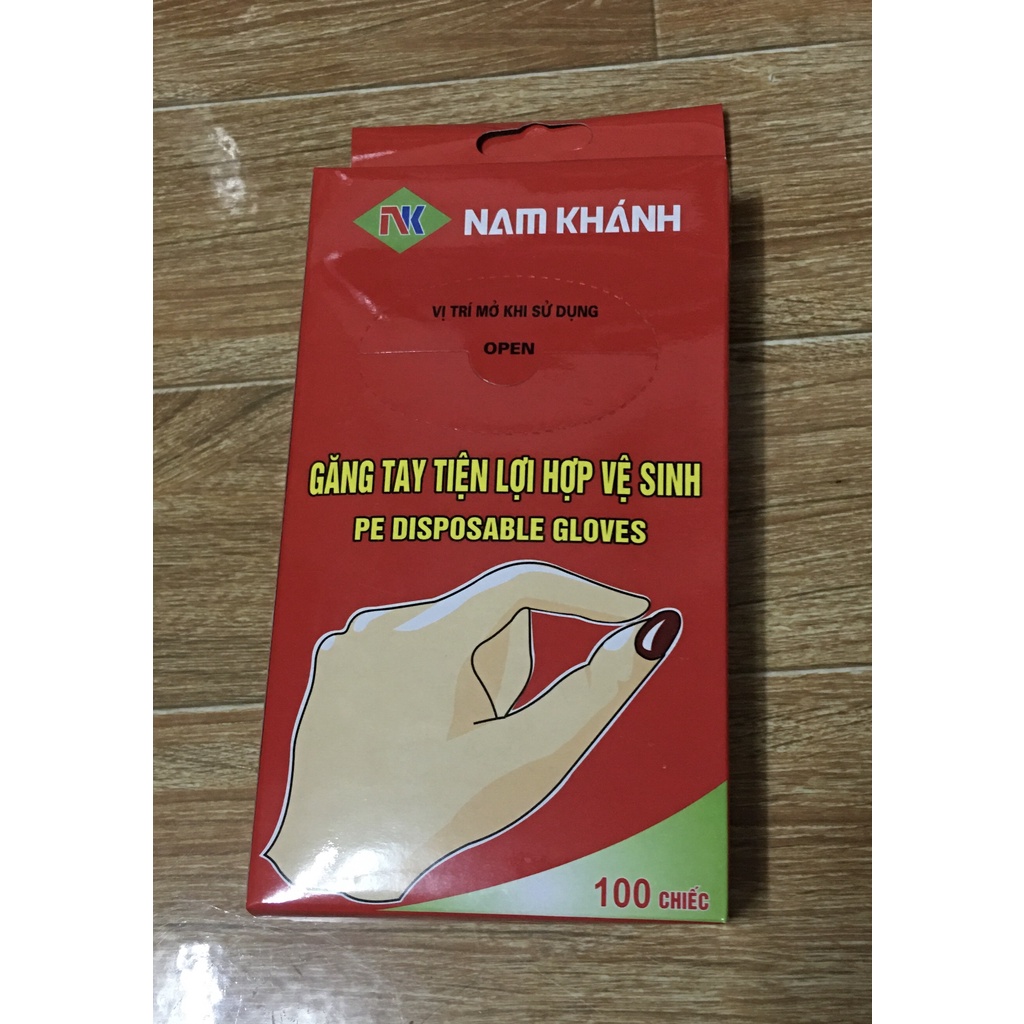 NK NAM KHÁNH
VỊ TRÍ MỞ KHI SỬ DỤNG
OPEN
GĂNG TAY TIỆN LỢI HỢP VỆ SINH
PE DISPOSABLE GLOVES
100 CHIẾC